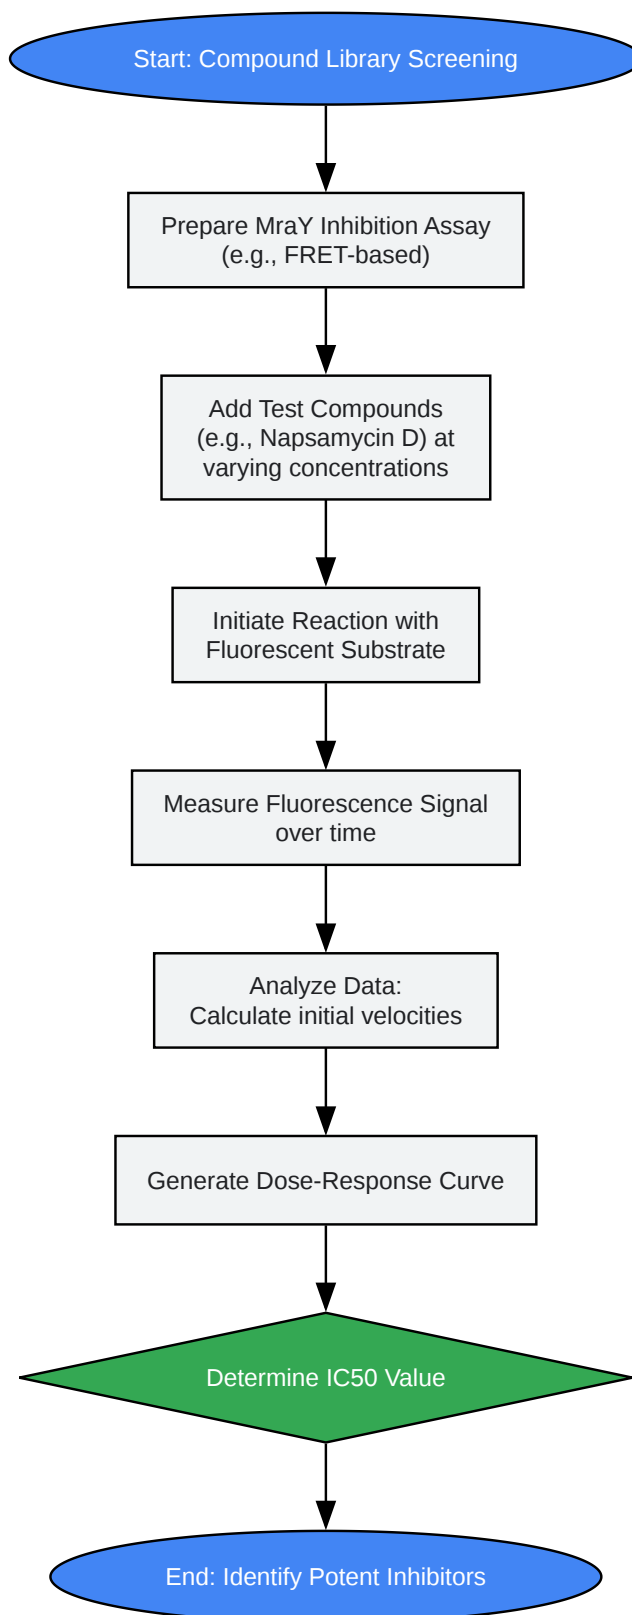 Start: Compound Library Screening
Prepare MraY Inhibition Assay
(e.g., FRET-based)
Add Test Compounds
(e.g., Napsamycin D) at
varying concentrations
Initiate Reaction with
Fluorescent Substrate
Measure Fluorescence Signal
over time
Analyze Data:
Calculate initial velocities
Generate Dose-Response Curve
Determine IC50 Value
End: Identify Potent Inhibitors